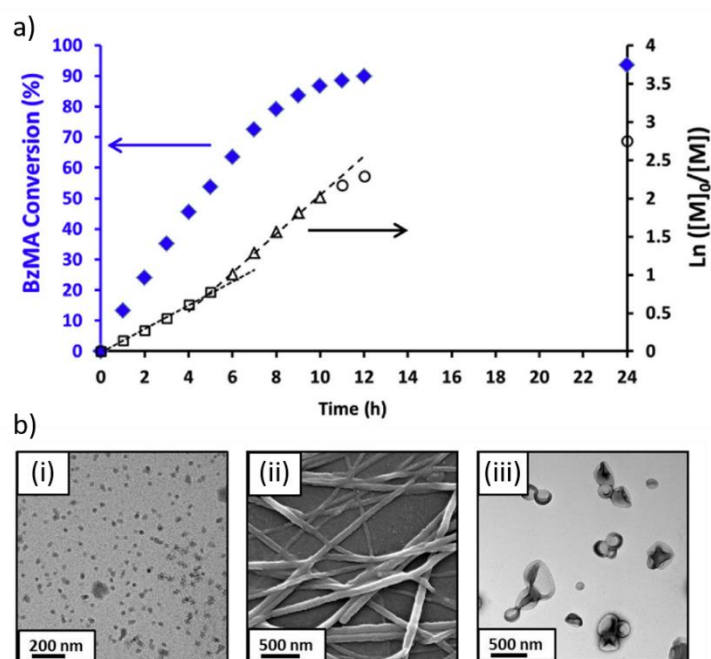 a)
100
90
80
70
60
50
40
30
20
10
0
BzMA Conversion (%)
4
3.5
3
2.5
2
1.5
1
0.5
0
Ln ([M]₀/[M])
0 2 4 6 8 10 12 14 16 18 20 22 24
Time (h)
b)
(i) (ii) (iii)
200 nm 500 nm 500 nm